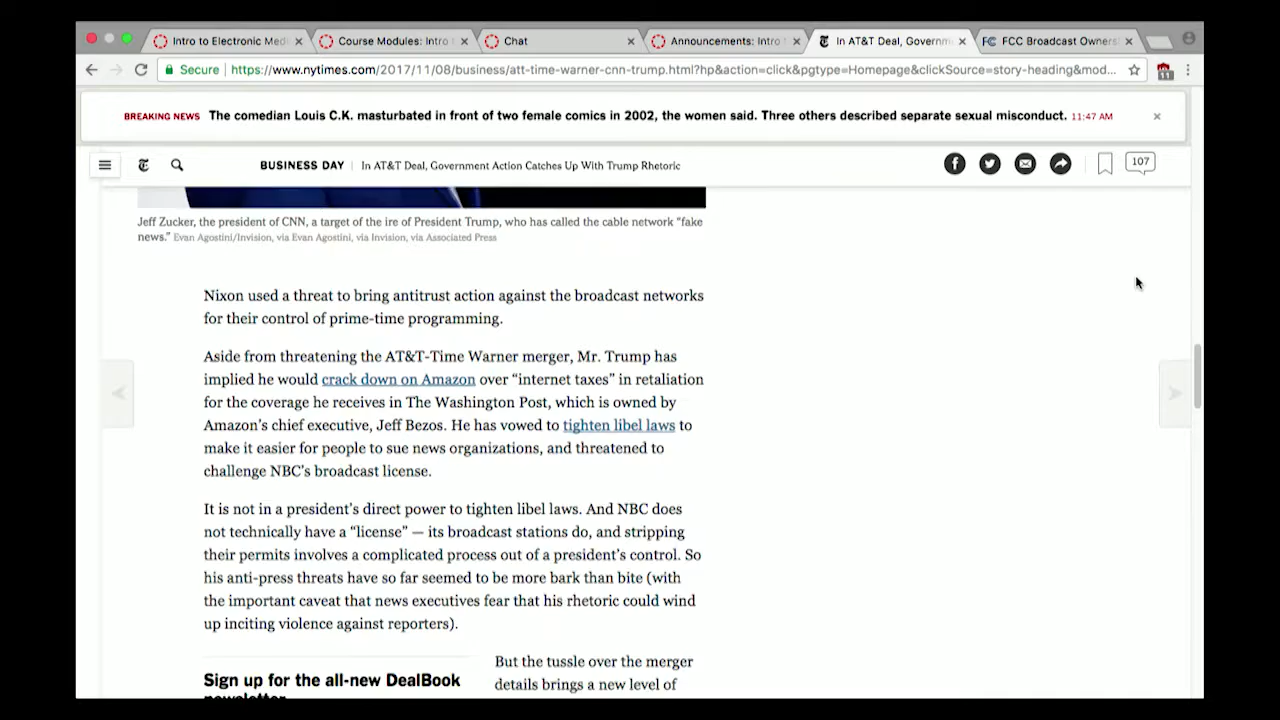 Intro to Electronic Med
Course Modules: Intro t
Chat
Announcements: Intro
In AT&T Deal, Governm
FCC Broadcast Owners
Secure
https://www.nytimes.com/2017/11/08/business/att-time-warner-cnn-trump.html?hp&action=click&pgtype=Homepage&clickSource=story-heading&mod...
11
BREAKING NEWS The comedian Louis C.K. masturbated in front of two female comics in 2002, the women said. Three others described separate sexual misconduct. 11:47 AM
BUSINESS DAY | In AT&T Deal, Government Action Catches Up With Trump Rhetoric
107
Jeff Zucker, the president of CNN, a target of the ire of President Trump, who has called the cable network “fake
news.” Evan Agostini/Invision, via Evan Agostini, via Invision, via Associated Press
Nixon used a threat to bring antitrust action against the broadcast networks
for their control of prime-time programming.
Aside from threatening the AT&T-Time Warner merger, Mr. Trump has
implied he would crack down on Amazon over “internet taxes” in retaliation
for the coverage he receives in The Washington Post, which is owned by
Amazon’s chief executive, Jeff Bezos. He has vowed to tighten libel laws to
make it easier for people to sue news organizations, and threatened to
challenge NBC’s broadcast license.
It is not in a president’s direct power to tighten libel laws. And NBC does
not technically have a “license” — its broadcast stations do, and stripping
their permits involves a complicated process out of a president’s control. So
his anti-press threats have so far seemed to be more bark than bite (with
the important caveat that news executives fear that his rhetoric could wind
up inciting violence against reporters).
Sign up for the all-new DealBook
newsletter
But the tussle over the merger
details brings a new level of